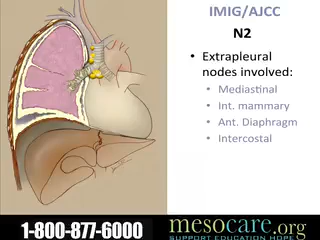 IMIG/AJCC
N2
• Extrapleural
nodes involved:
• Mediastinal
• Int. mammary
• Ant. Diaphragm
• Intercostal
1-800-877-6000
mesocare.org
SUPPORT EDUCATION HOPE